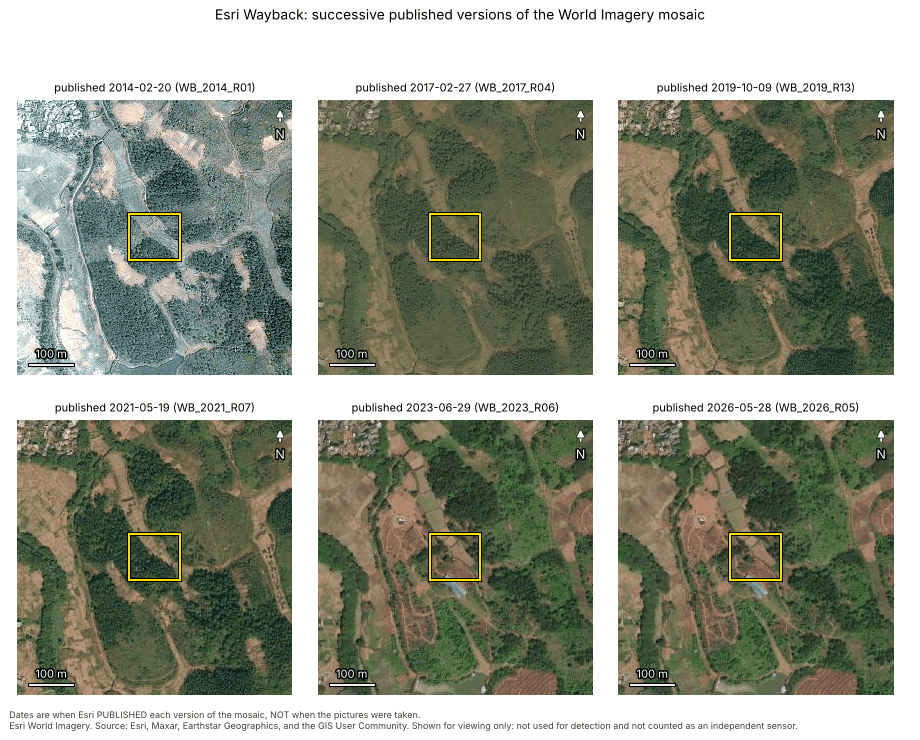 Esri Wayback: successive published versions of the World Imagery mosaic
published 2014-02-20 (WB_2014_R01)
published 2017-02-27 (WB_2017_R04)
published 2019-10-09 (WB_2019_R13)
N
N
N
100 m
100 m
100 m
published 2021-05-19 (WB_2021_R07)
published 2023-06-29 (WB_2023_R06)
published 2026-05-28 (WB_2026_R05)
N
N
N
100 m
100 m
100 m
Dates are when Esri PUBLISHED each version of the mosaic, NOT when the pictures were taken.
Esri World Imagery. Source: Esri, Maxar, Earthstar Geographics, and the GIS User Community. Shown for viewing only: not used for detection and not counted as an independent sensor.